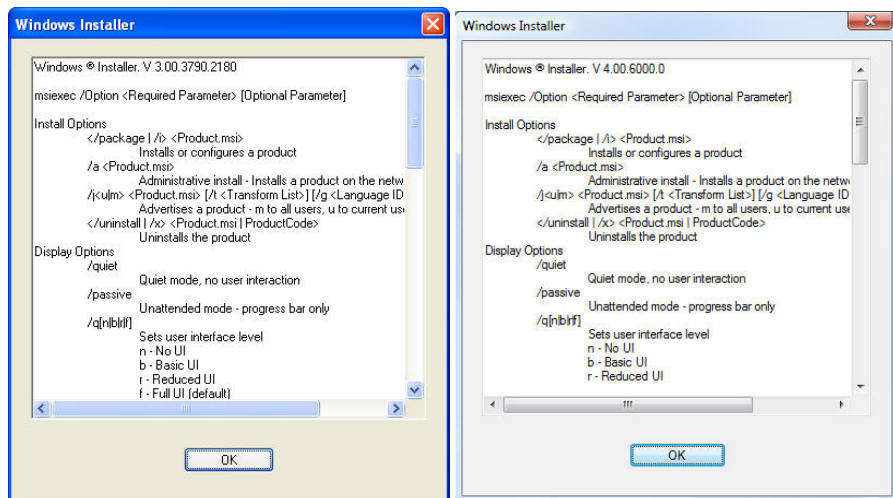 Windows Installer
Windows ® Installer. V 3.00.3790.2180
msiexec /Option <Required Parameter> [Optional Parameter]
Install Options
</package | /i> <Product.msi>
Installs or configures a product
/a <Product.msi>
Administrative install - Installs a product on the netw
/j<u|m> <Product.msi> [/t <Transform List>] [/g <Language ID
Advertises a product - m to all users, u to current use
</uninstall | /x> <Product.msi | ProductCode>
Uninstalls the product
Display Options
/quiet
Quiet mode, no user interaction
/passive
Unattended mode - progress bar only
/q[n|b|r|f]
Sets user interface level
n - No UI
b - Basic UI
r - Reduced UI
f - Full UI (default)
OK
Windows Installer
Windows ® Installer. V 4.00.6000.0
msiexec /Option <Required Parameter> [Optional Parameter]
Install Options
</package | /i> <Product.msi>
Installs or configures a product
/a <Product.msi>
Administrative install - Installs a product on the netwo
/j<u|m> <Product.msi> [/t <Transform List>] [/g <Language ID
Advertises a product - m to all users, u to current use
</uninstall | /x> <Product.msi | ProductCode>
Uninstalls the product
Display Options
/quiet
Quiet mode, no user interaction
/passive
Unattended mode - progress bar only
/q[n|b|r|f]
Sets user interface level
n - No UI
b - Basic UI
r - Reduced UI
OK